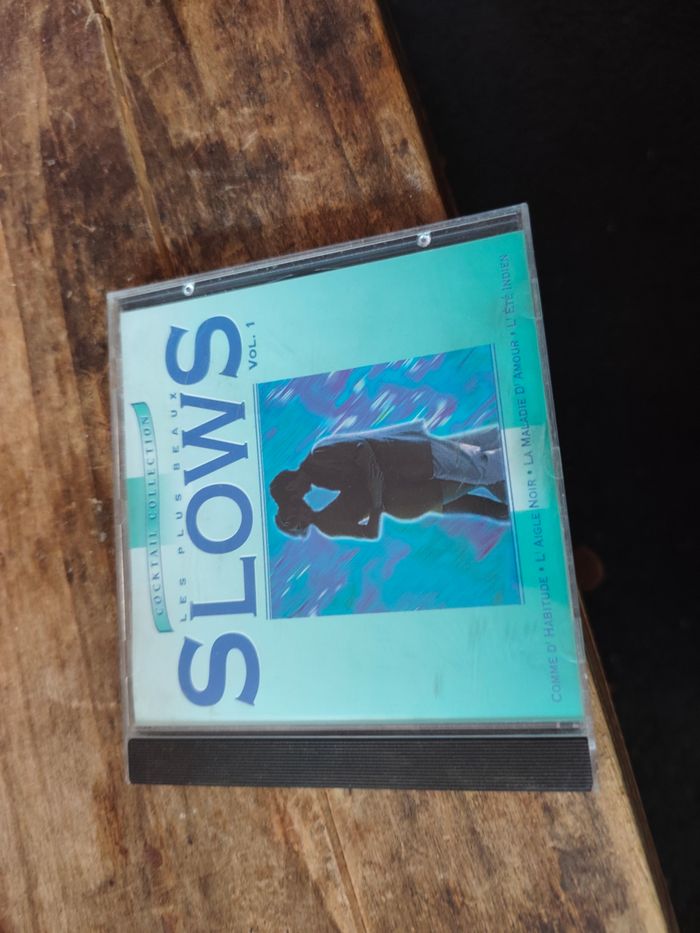 COCKTAIL COLLECTION
LES PLUS BEAUX
SLOWS
VOL. 1
COMME D' HABITUDE • L' AIGLE NOIR • LA MALADIE D' AMOUR • L' ÉTÉ INDIEN